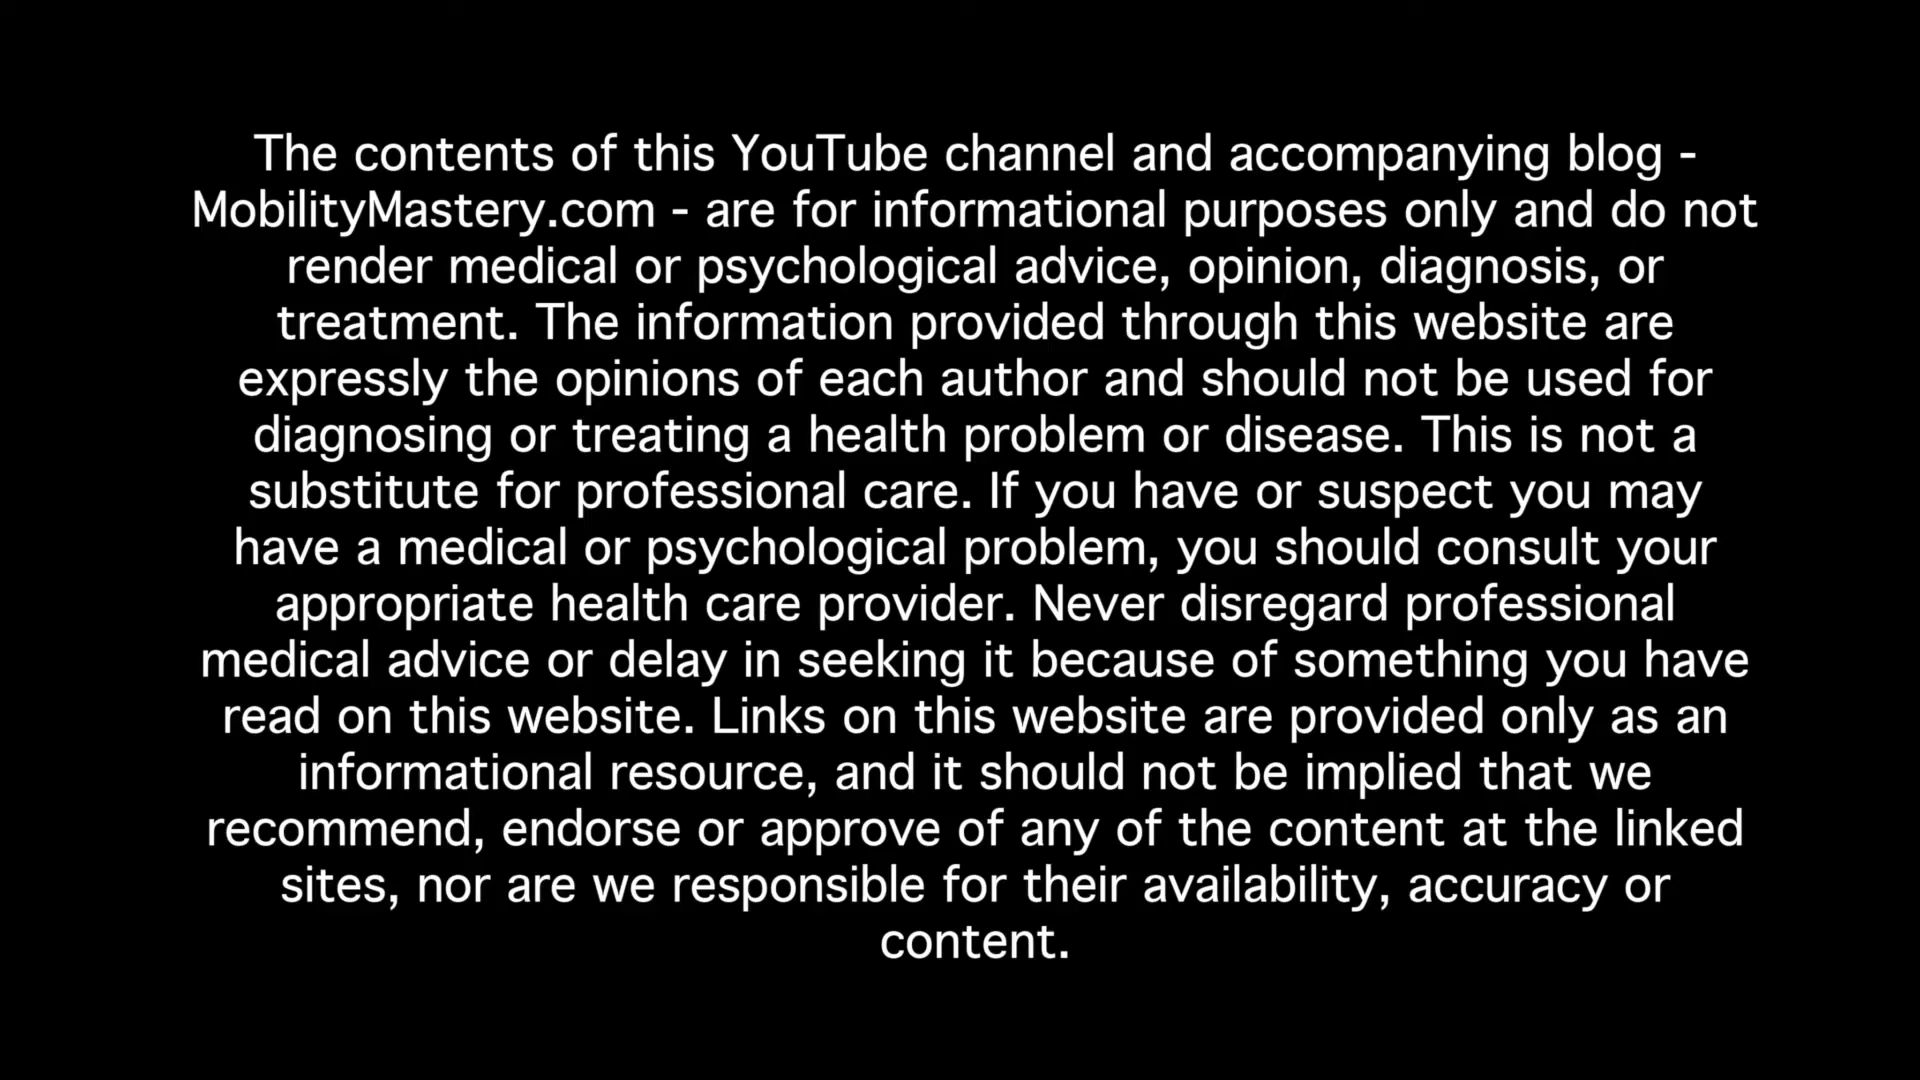 The contents of this YouTube channel and accompanying blog -
MobilityMastery.com - are for informational purposes only and do not
render medical or psychological advice, opinion, diagnosis, or
treatment. The information provided through this website are
expressly the opinions of each author and should not be used for
diagnosing or treating a health problem or disease. This is not a
substitute for professional care. If you have or suspect you may
have a medical or psychological problem, you should consult your
appropriate health care provider. Never disregard professional
medical advice or delay in seeking it because of something you have
read on this website. Links on this website are provided only as an
informational resource, and it should not be implied that we
recommend, endorse or approve of any of the content at the linked
sites, nor are we responsible for their availability, accuracy or
content.